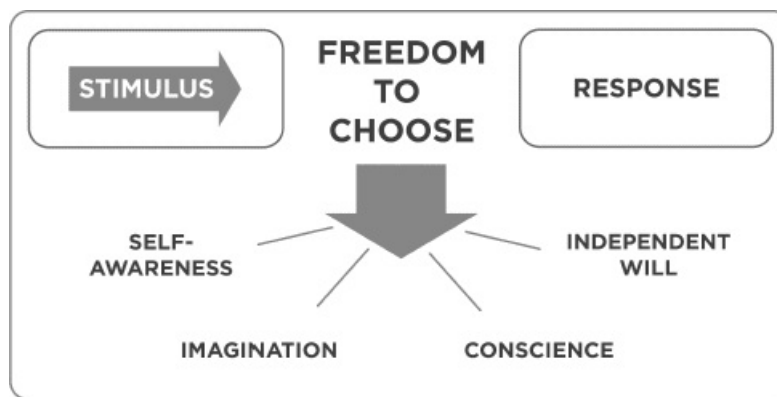 STIMULUS
FREEDOM
TO
CHOOSE
RESPONSE
SELF-
AWARENESS
INDEPENDENT
WILL
IMAGINATION
CONSCIENCE